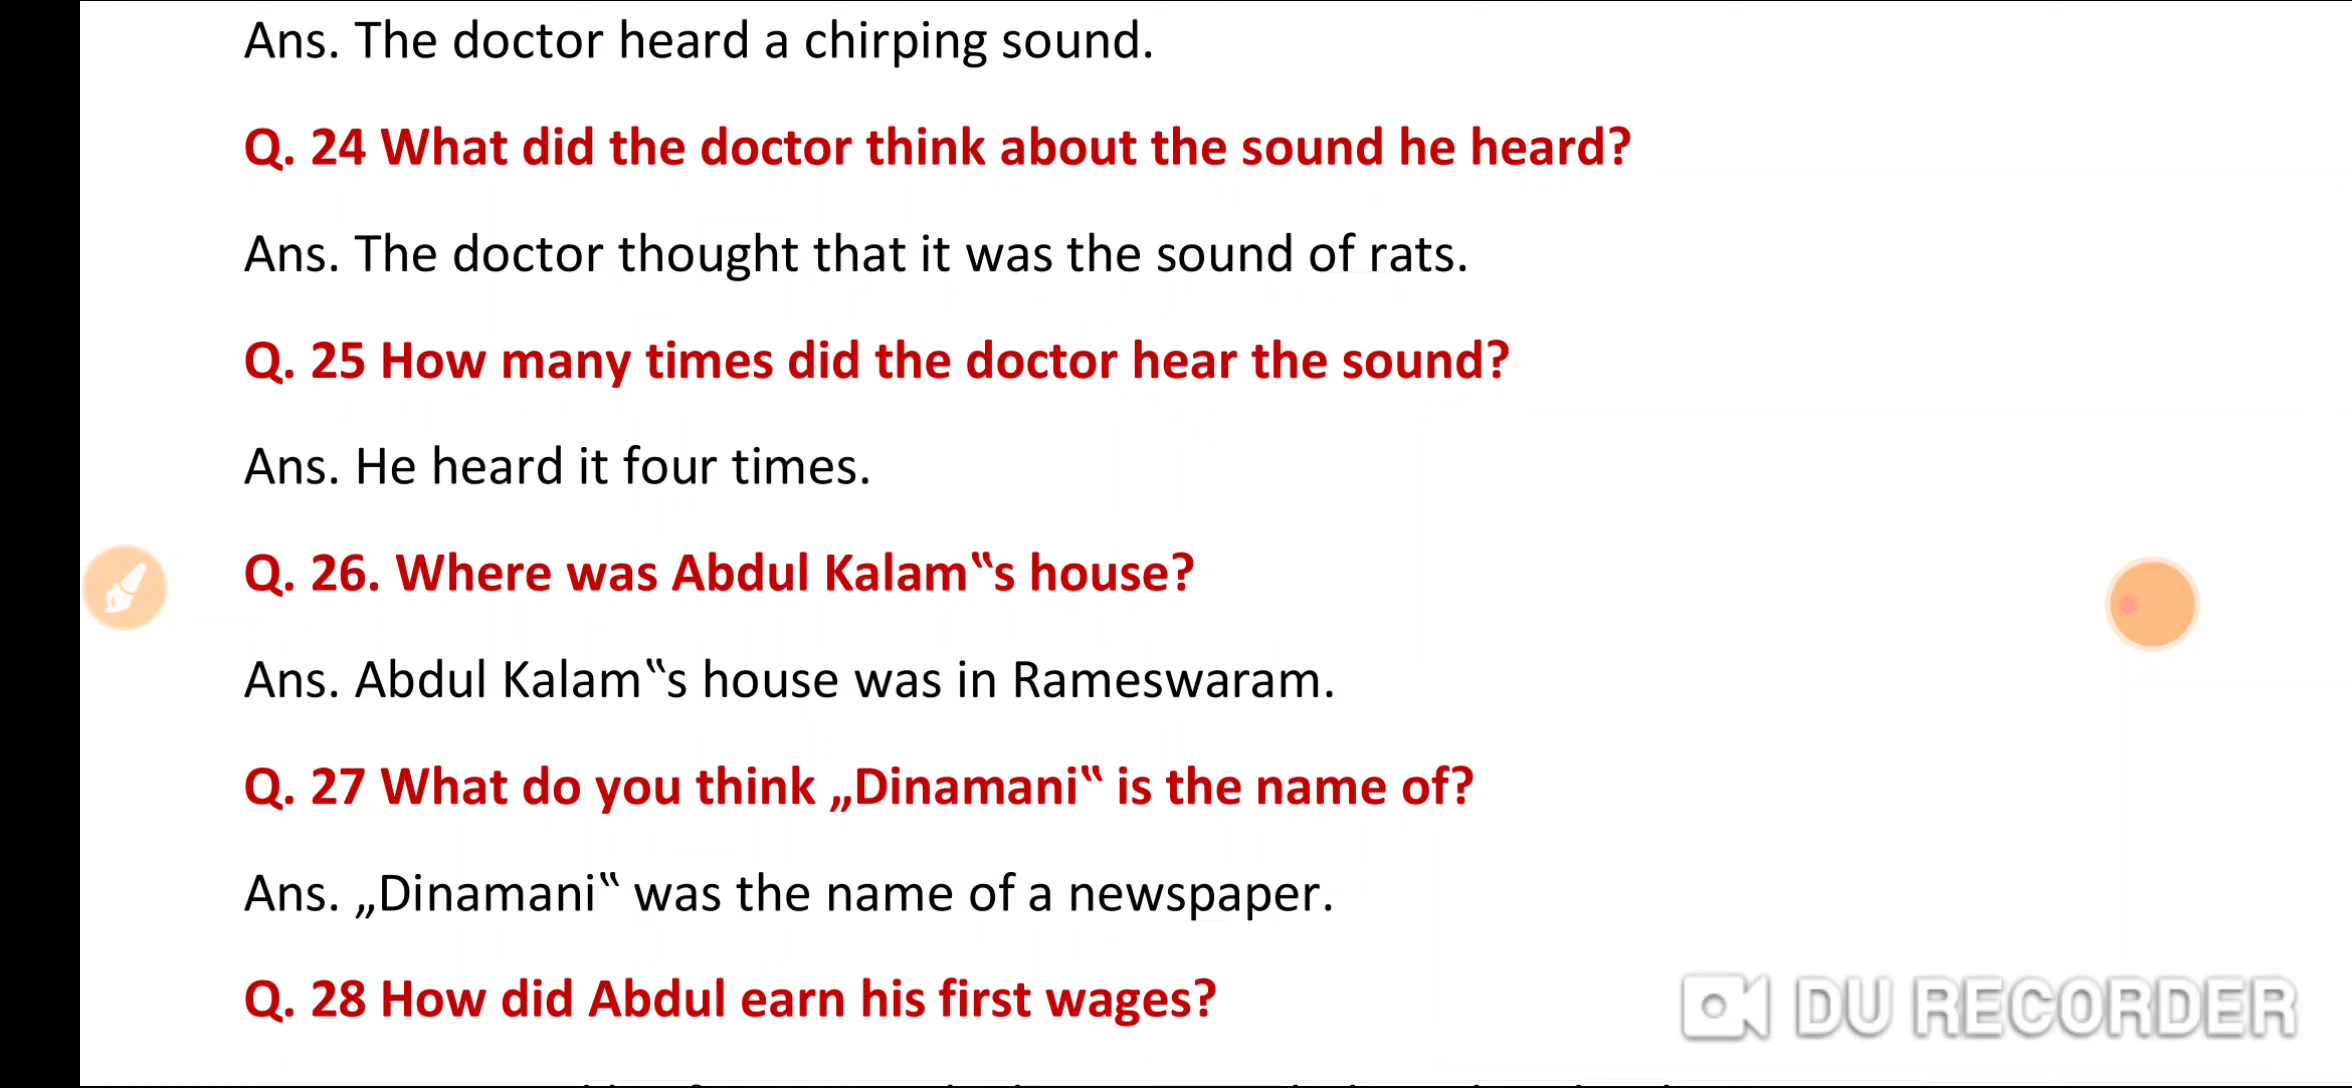 Ans. The doctor heard a chirping sound.
Q. 24 What did the doctor think about the sound he heard?
Ans. The doctor thought that it was the sound of rats.
Q. 25 How many times did the doctor hear the sound?
Ans. He heard it four times.
Q. 26. Where was Abdul Kalam‟s house?
Ans. Abdul Kalam‟s house was in Rameswaram.
Q. 27 What do you think „Dinamani‟ is the name of?
Ans. „Dinamani‟ was the name of a newspaper.
Q. 28 How did Abdul earn his first wages?
DU RECORDER